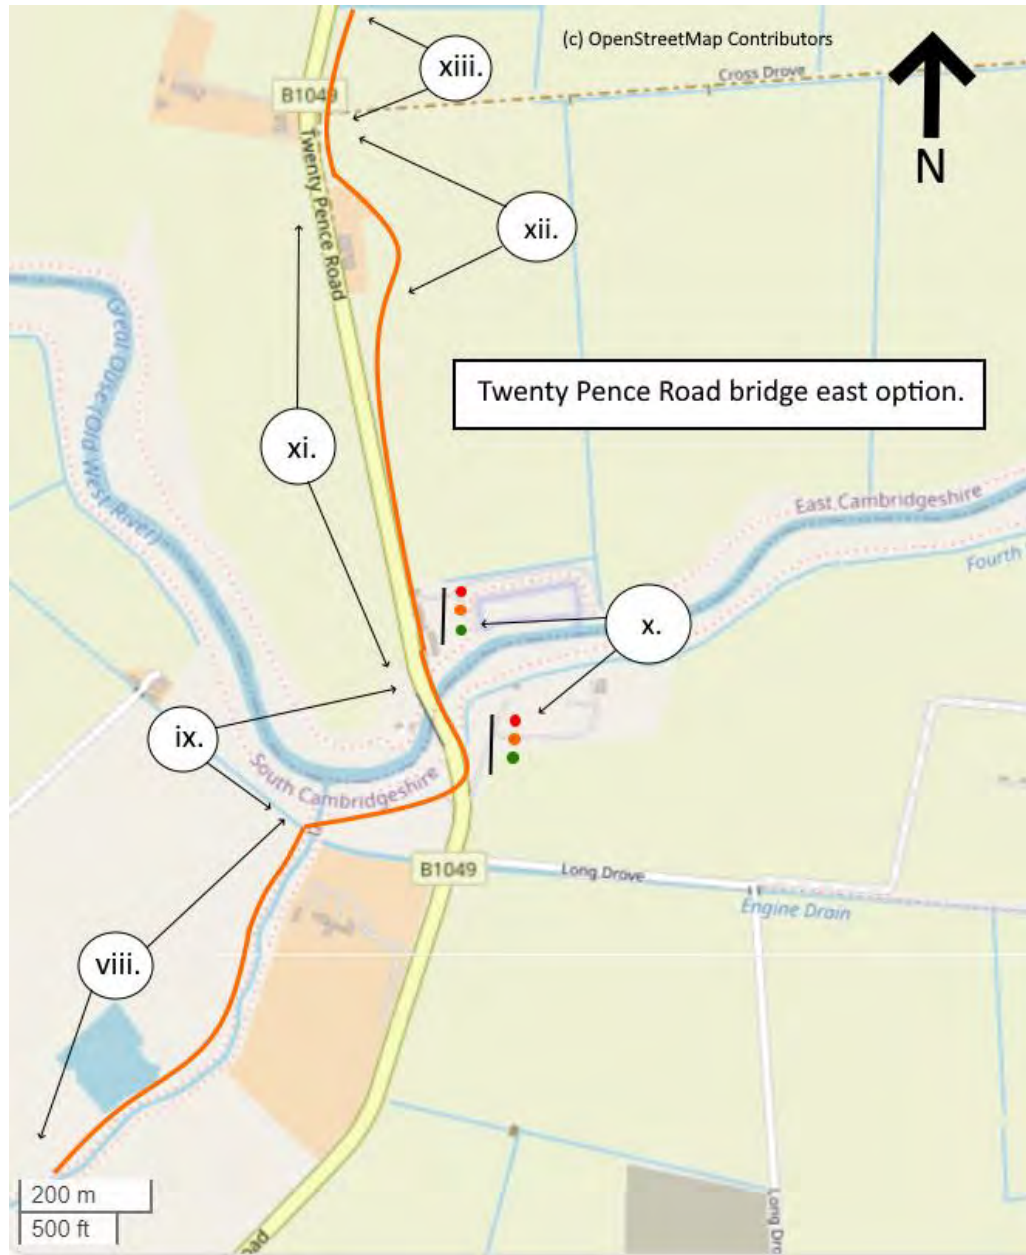 (c) OpenStreetMap Contributors
xiii.
Cross Drove
B1049
N
Twenty Pence Road
xii.
Great Ouse (Old West River)
Twenty Pence Road bridge east option.
xi.
East Cambridgeshire
Fourth
x.
ix.
South Cambridgeshire
B1049
Long Drove
Engine Drain
viii.
200 m
500 ft
oad
Long Dro